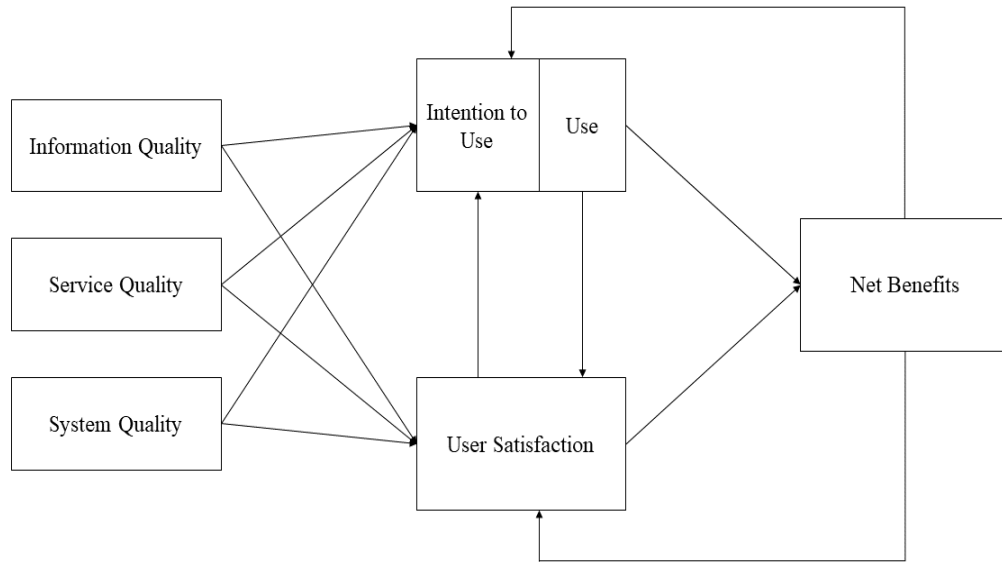 Information Quality
Service Quality
System Quality
Intention to
Use
Use
User Satisfaction
Net Benefits